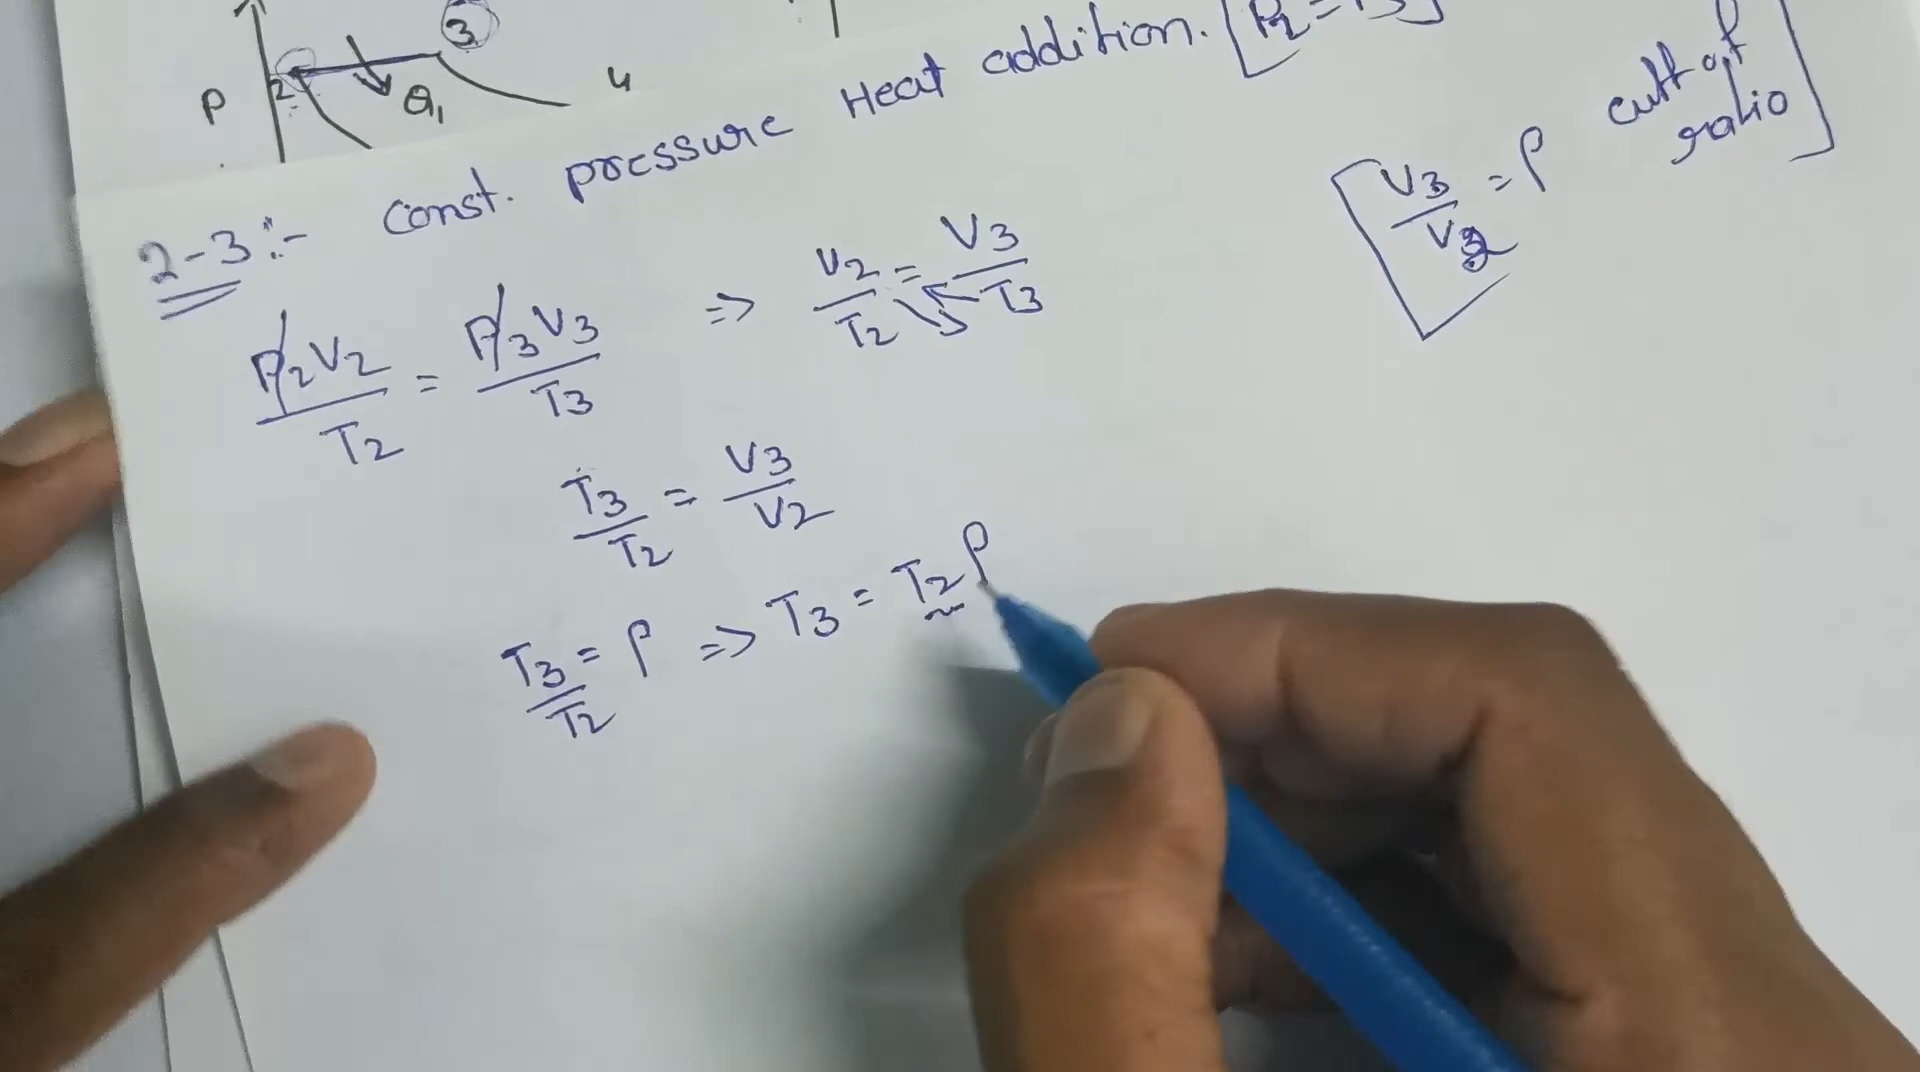 3
P 2 Q1 4
2-3:- Const. pressure Heat addition. [P2 = P3]
V3/V2 = ρ cutt of ratio
P2V2/T2 = P3V3/T3 => V2/T2 = V3/T3
T3/T2 = V3/V2
T3/T2 = ρ => T3 = T2 ρ